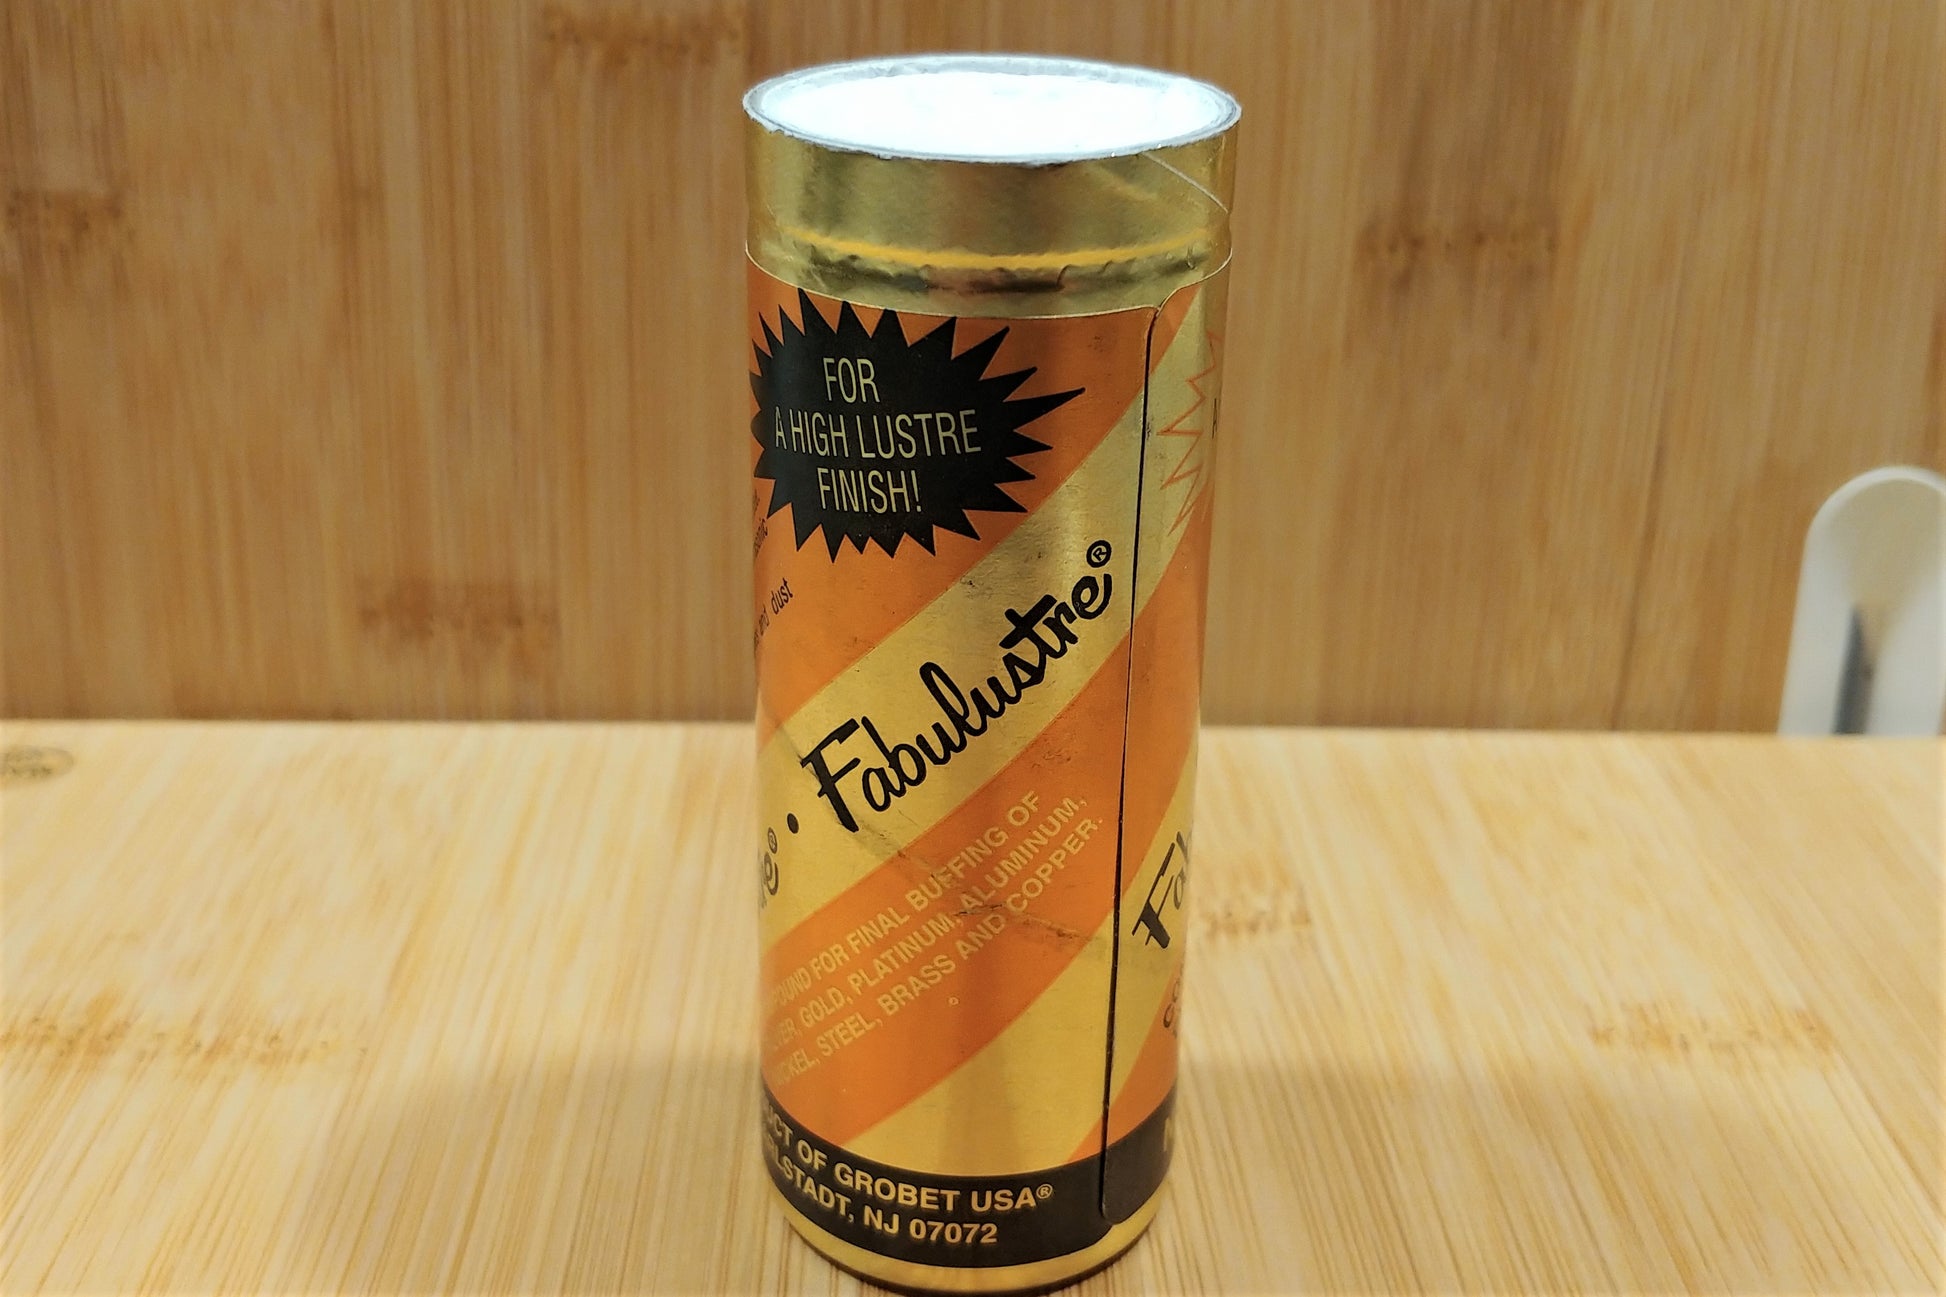 FOR
A HIGH LUSTRE
FINISH!
and dust
• Fabulustre®
FOR FINAL BUFFING OF
GOLD, PLATINUM, ALUMINUM,
STEEL, BRASS AND COPPER.
OF GROBET USA®
NJ 07072